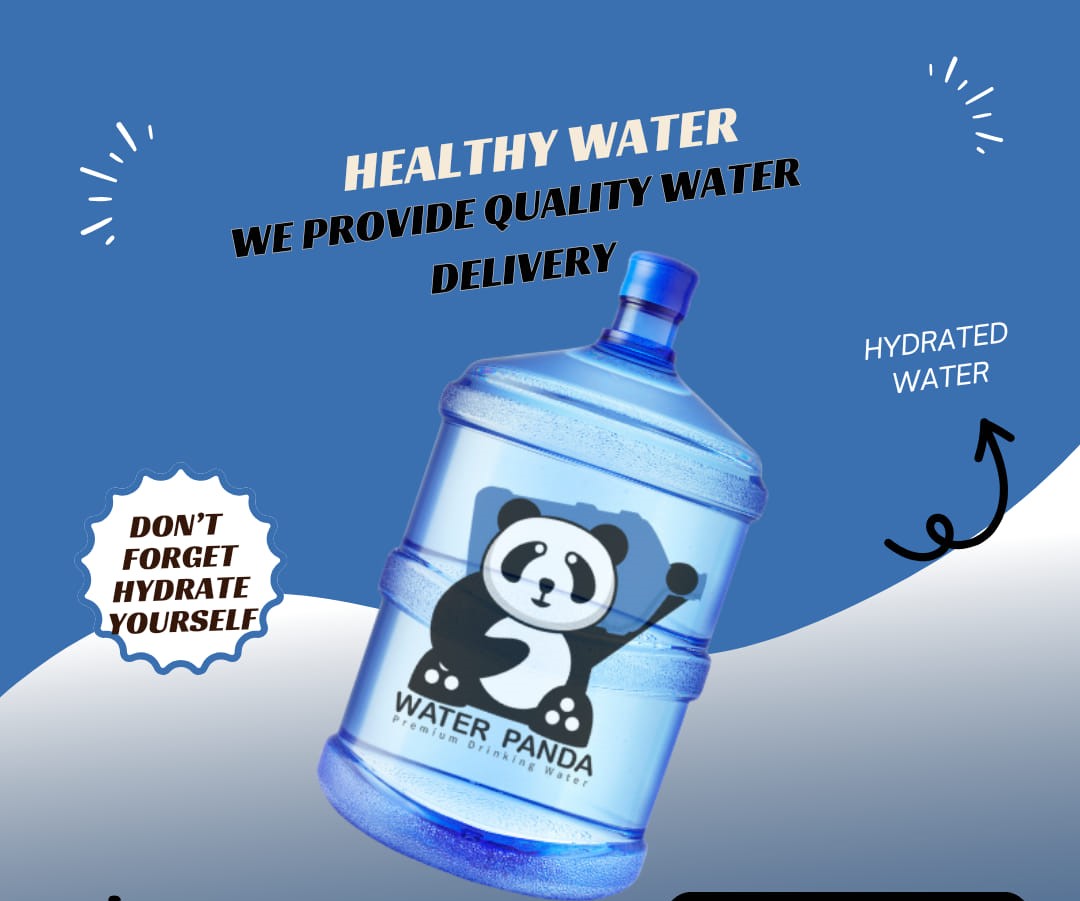 HEALTHY WATER
WE PROVIDE QUALITY WATER
DELIVERY
HYDRATED
WATER
DON'T
FORGET
HYDRATE
YOURSELF
WATER PANDA
Premium Drinking Water